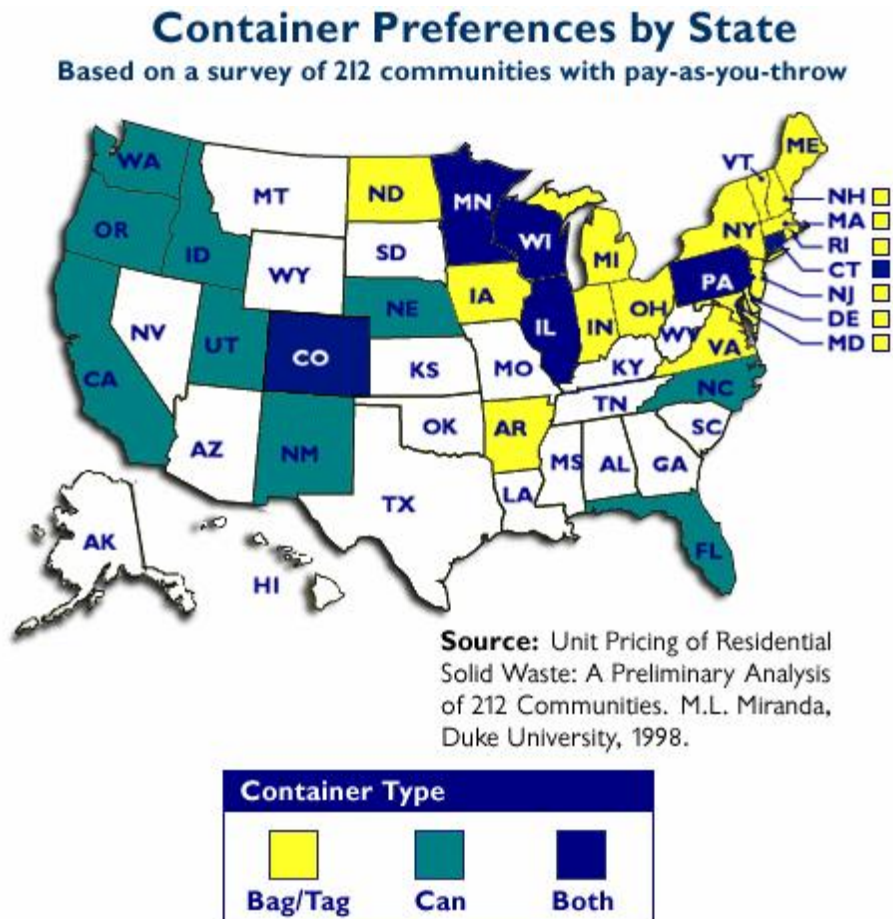 Container Preferences by State
Based on a survey of 212 communities with pay-as-you-throw
WA
MT
ND
MN
VT
ME
NH
OR
ID
SD
WI
NY
MA
RI
WY
MI
CT
PA
NJ
NV
UT
NE
IA
IL
IN
OH
DE
CO
WV
VA
MD
CA
KS
MO
KY
NC
AZ
NM
OK
AR
TN
SC
TX
MS
AL
GA
LA
AK
FL
HI
Source: Unit Pricing of Residential
Solid Waste: A Preliminary Analysis
of 212 Communities. M.L. Miranda,
Duke University, 1998.
Container Type
Bag/Tag Can Both